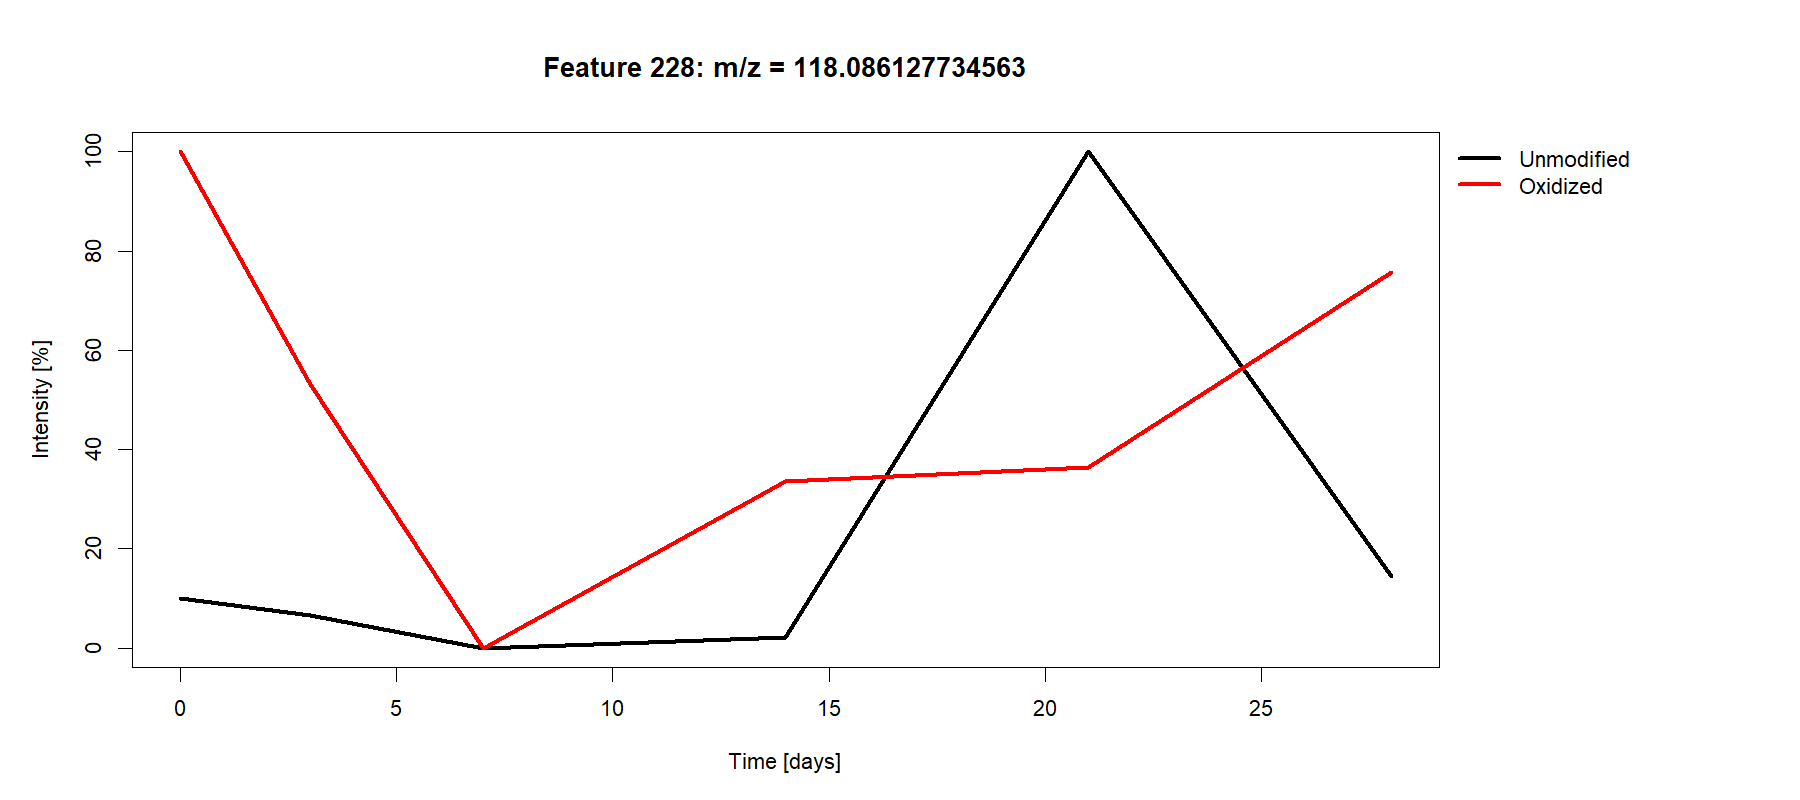 Feature 228: m/z = 118.086127734563
Unmodified
Oxidized
Intensity [%]
100
80
60
40
20
0
0 5 10 15 20 25
Time [days]